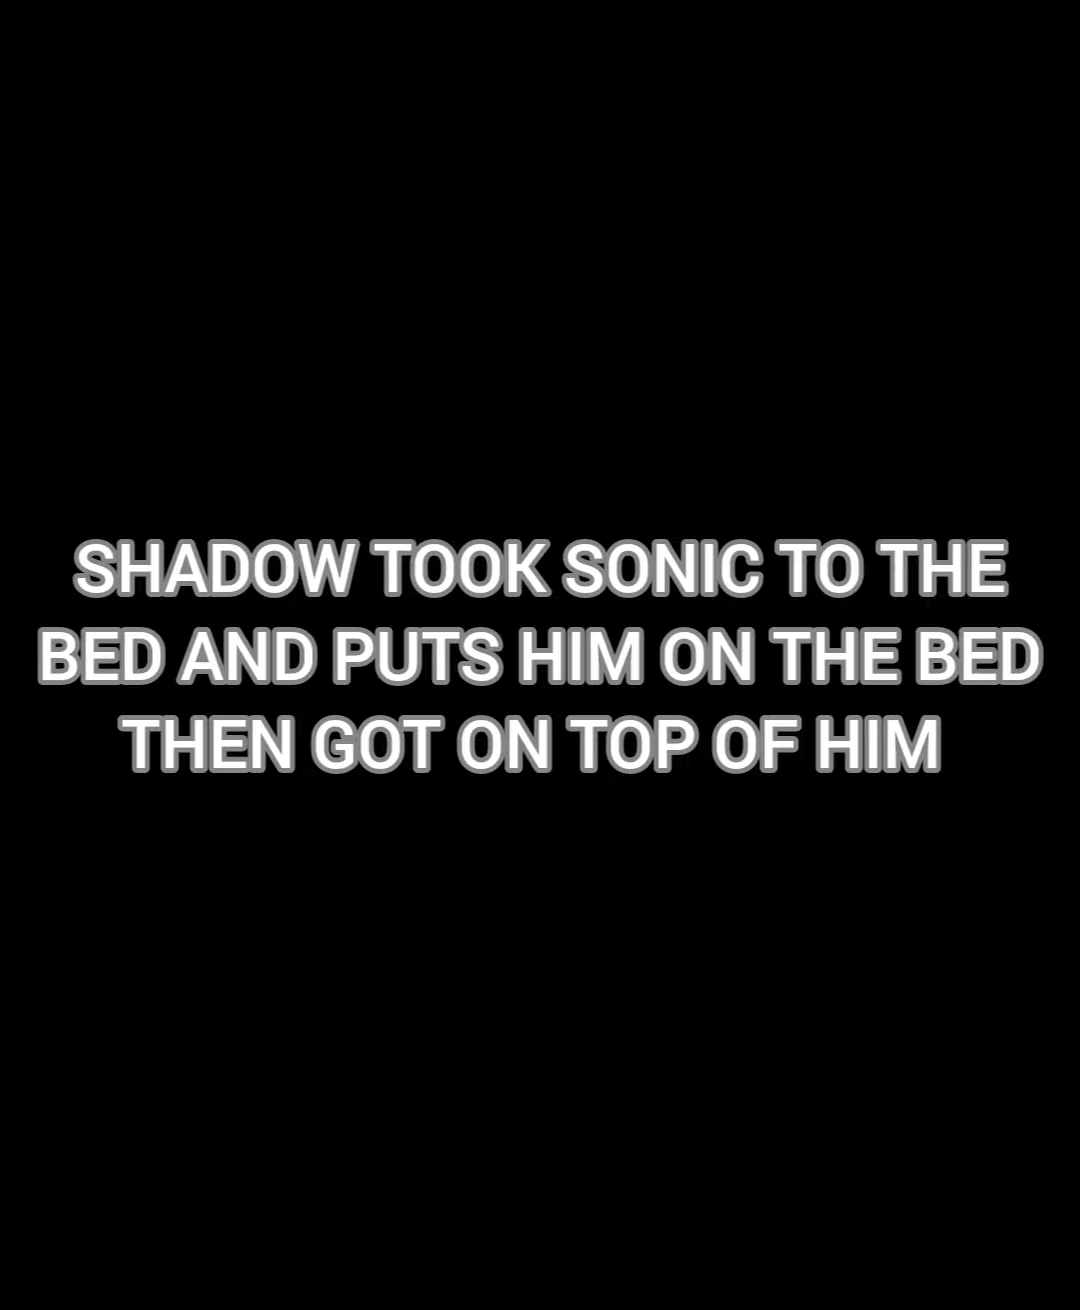 SHADOW TOOK SONIC TO THE
BED AND PUTS HIM ON THE BED
THEN GOT ON TOP OF HIM